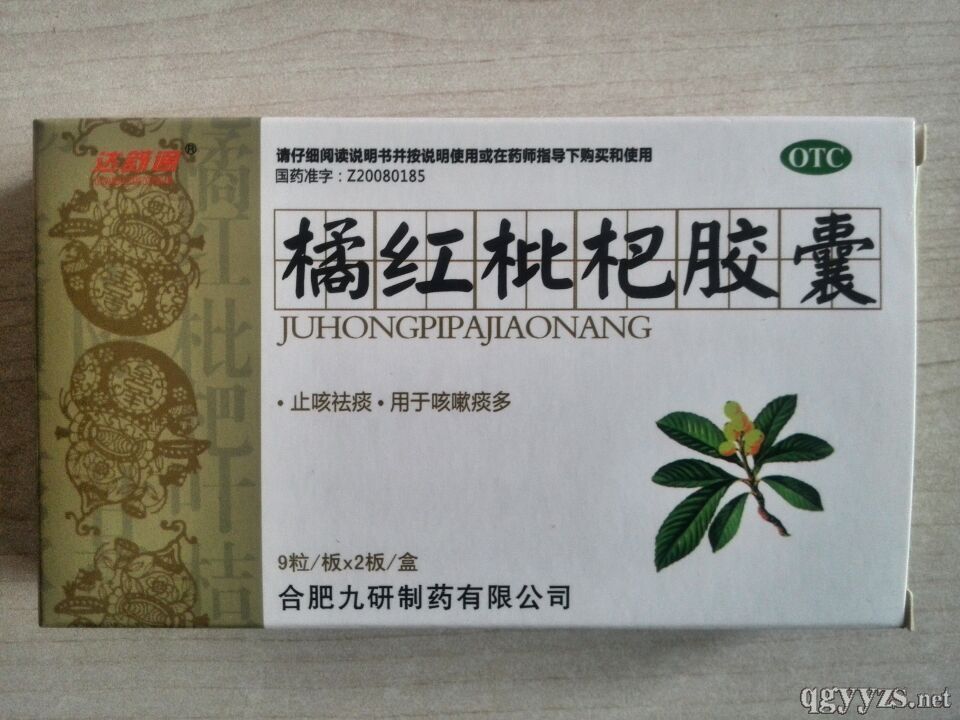 达舒通®
请仔细阅读说明书并按说明使用或在药师指导下购买和使用
国药准字：Z20080185
OTC
橘红枇杷胶囊
JUHONGPIPAJIAONANG
·止咳祛痰·用于咳嗽痰多
9粒/板x2板/盒
合肥九研制药有限公司
qgyyzs.net